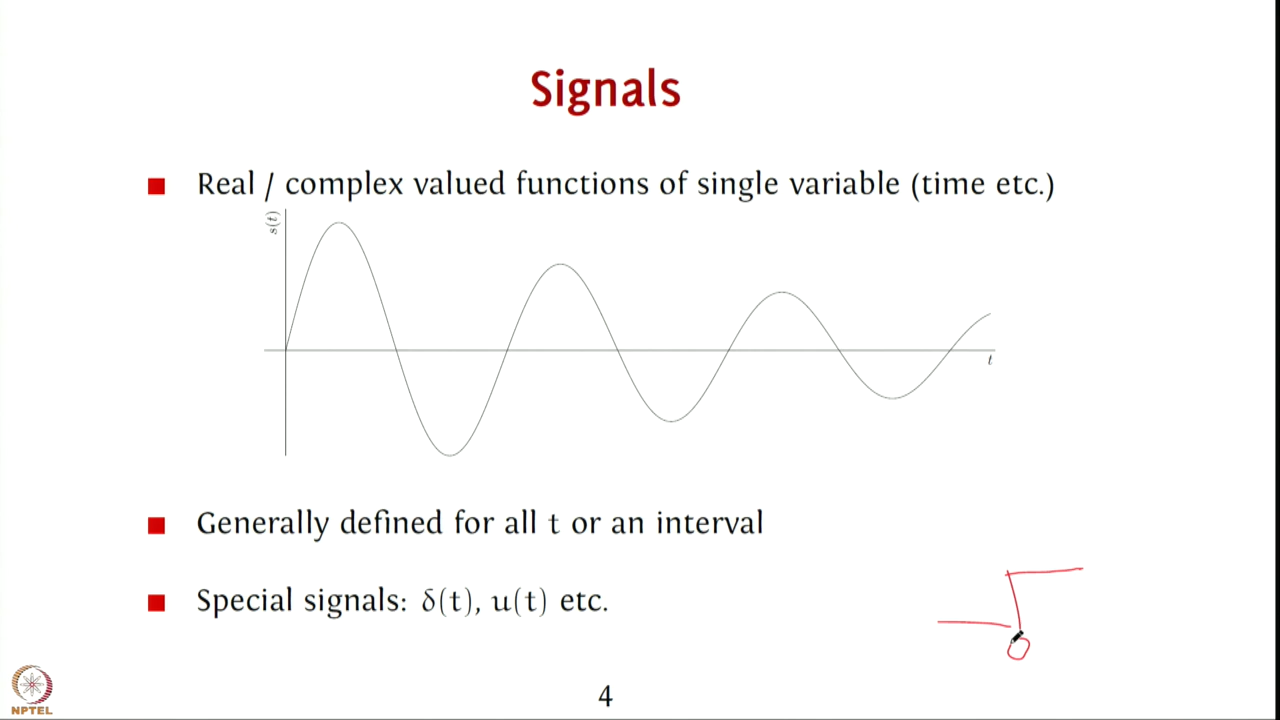 Signals
Real / complex valued functions of single variable (time etc.)
s(t)
t
Generally defined for all t or an interval
Special signals: δ(t), u(t) etc.
0
NPTEL
4